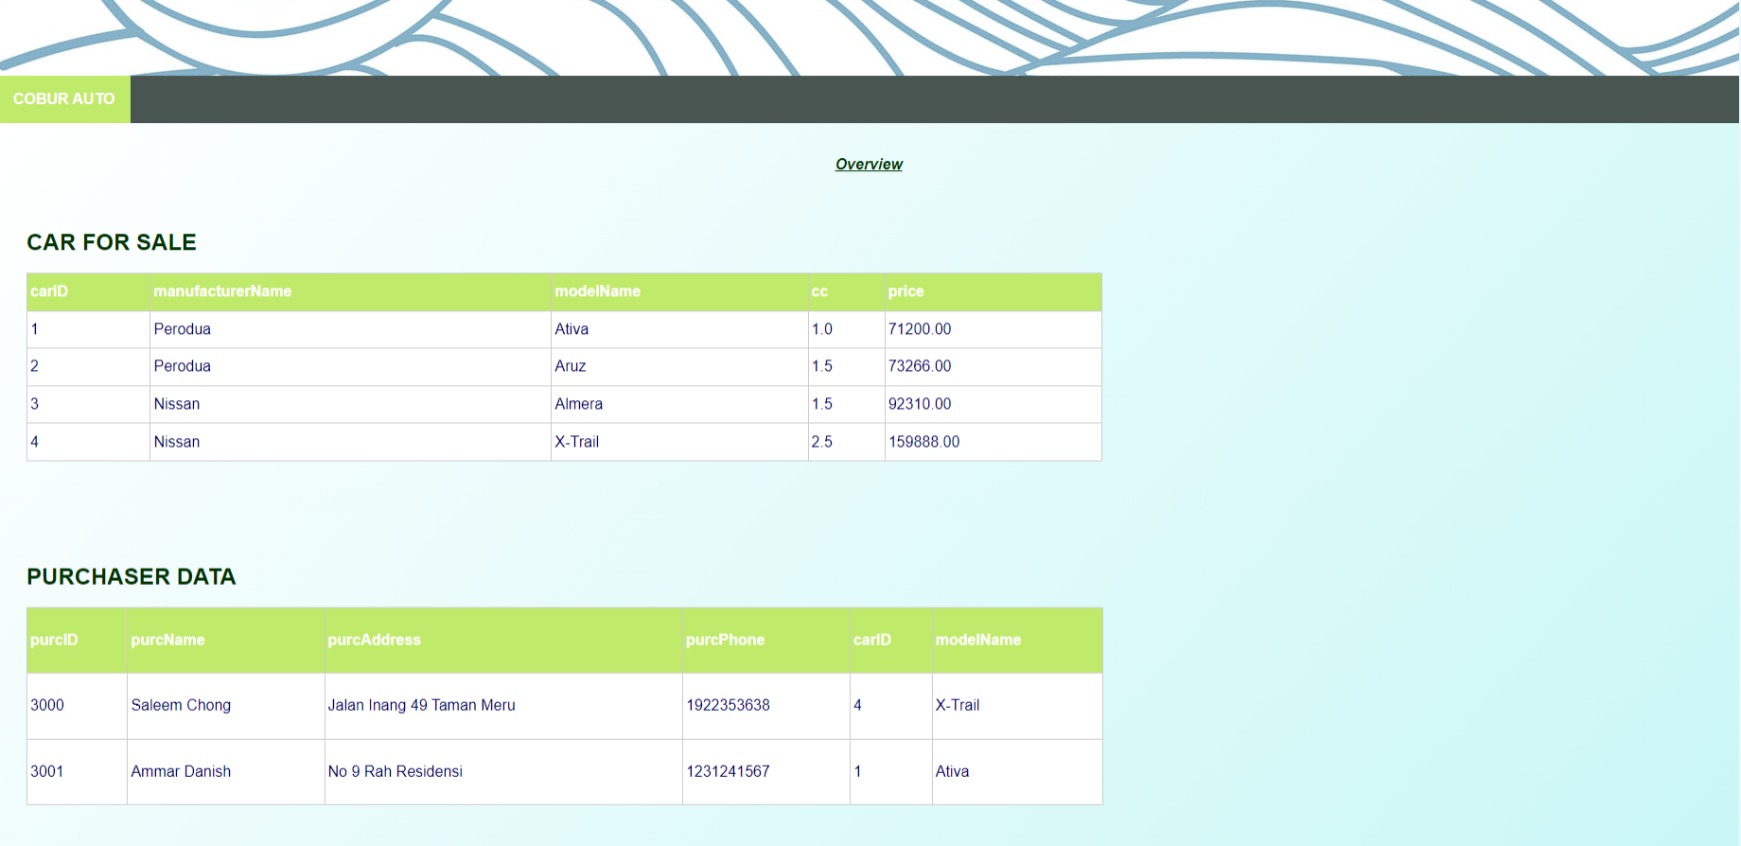 COBUR AUTO
Overview
CAR FOR SALE
carID manufacturerName modelName cc price
1 Perodua Ativa 1.0 71200.00
2 Perodua Aruz 1.5 73266.00
3 Nissan Almera 1.5 92310.00
4 Nissan X-Trail 2.5 159888.00
PURCHASER DATA
purcID purcName purcAddress purcPhone carID modelName
3000 Saleem Chong Jalan Inang 49 Taman Meru 1922353638 4 X-Trail
3001 Ammar Danish No 9 Rah Residensi 1231241567 1 Ativa